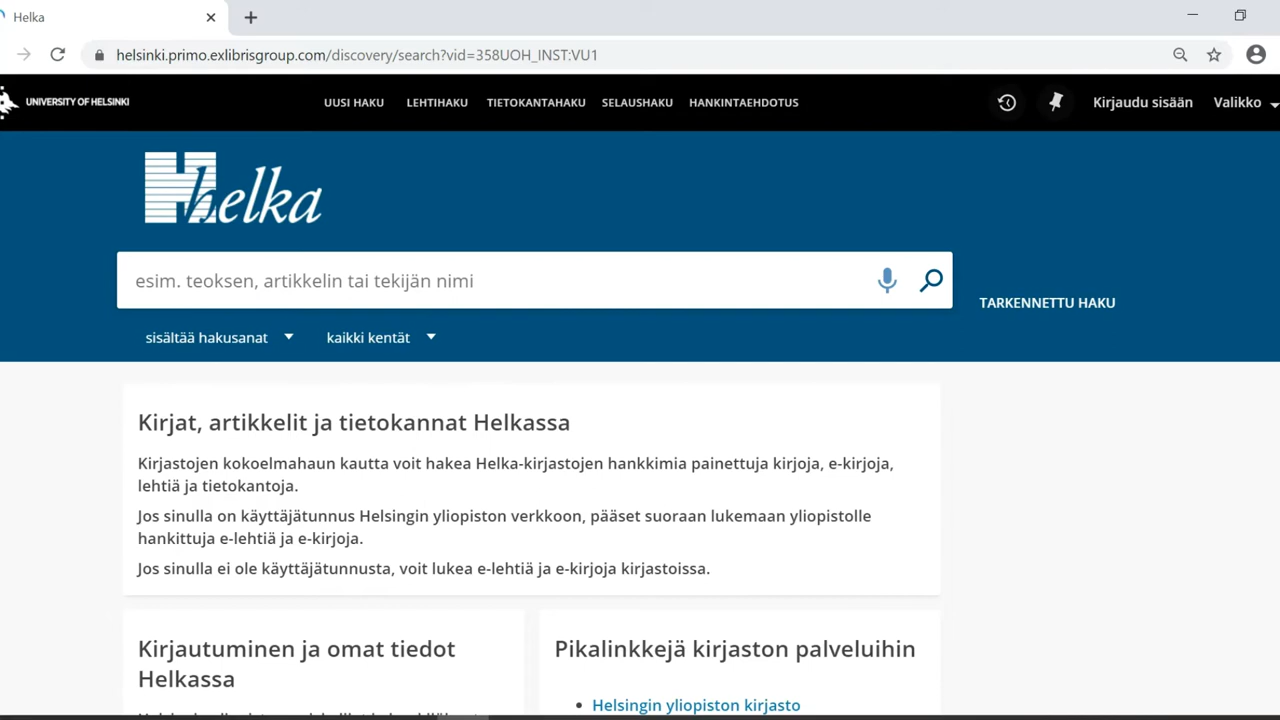 Helka
helsinki.primo.exlibrisgroup.com/discovery/search?vid=358UOH_INST:VU1
UNIVERSITY OF HELSINKI
UUSI HAKU LEHTIHAKU TIETOKANTAHAKU SELAUSHAKU HANKINTAEHDOTUS
Kirjaudu sisään Valikko
Helka
esim. teoksen, artikkelin tai tekijän nimi
TARKENNETTU HAKU
sisältää hakusanat kaikki kentät
Kirjat, artikkelit ja tietokannat Helkassa
Kirjastojen kokoelmahaun kautta voit hakea Helka-kirjastojen hankkimia painettuja kirjoja, e-kirjoja,
lehtiä ja tietokantoja.
Jos sinulla on käyttäjätunnus Helsingin yliopiston verkkoon, pääset suoraan lukemaan yliopistolle
hankittuja e-lehtiä ja e-kirjoja.
Jos sinulla ei ole käyttäjätunnusta, voit lukea e-lehtiä ja e-kirjoja kirjastoissa.
Kirjautuminen ja omat tiedot
Helkassa
Pikalinkkejä kirjaston palveluihin
Helsingin yliopiston kirjasto